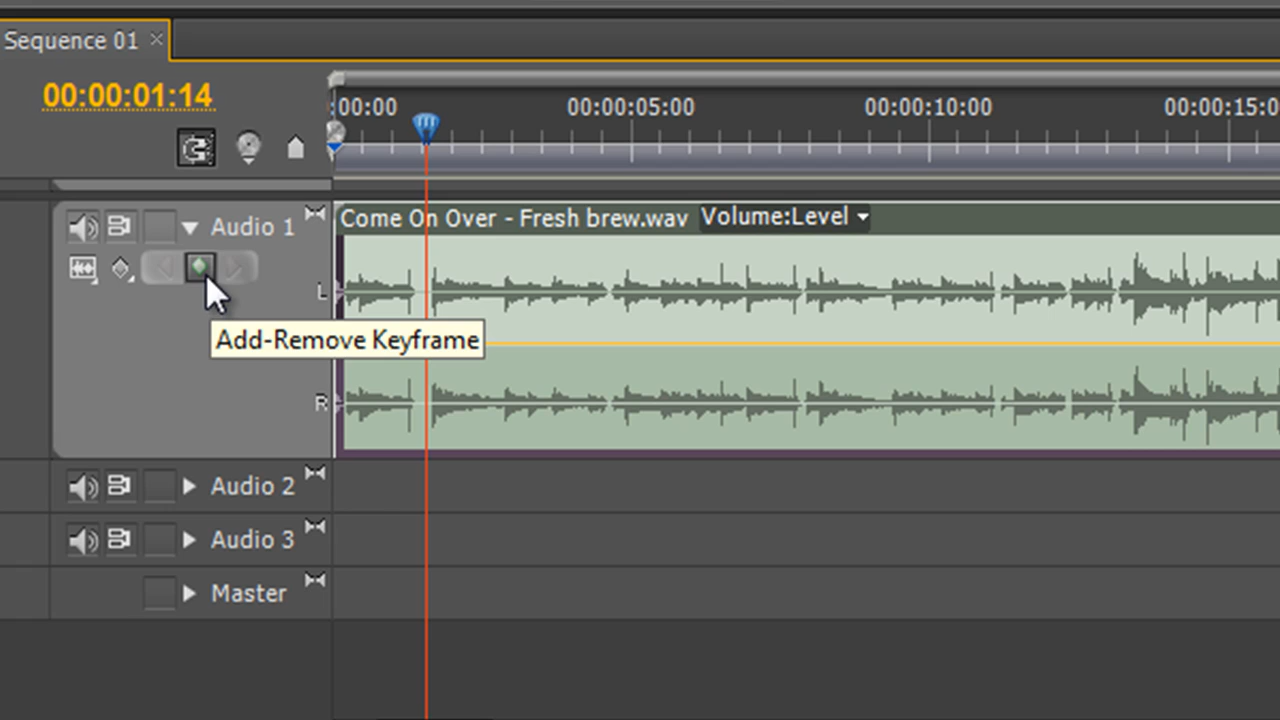 Sequence 01
00:00:01:14
:00:00
00:00:05:00
00:00:10:00
00:00:15:0
Audio 1
Come On Over - Fresh brew.wav
Volume:Level
L
Add-Remove Keyframe
R
Audio 2
Audio 3
Master